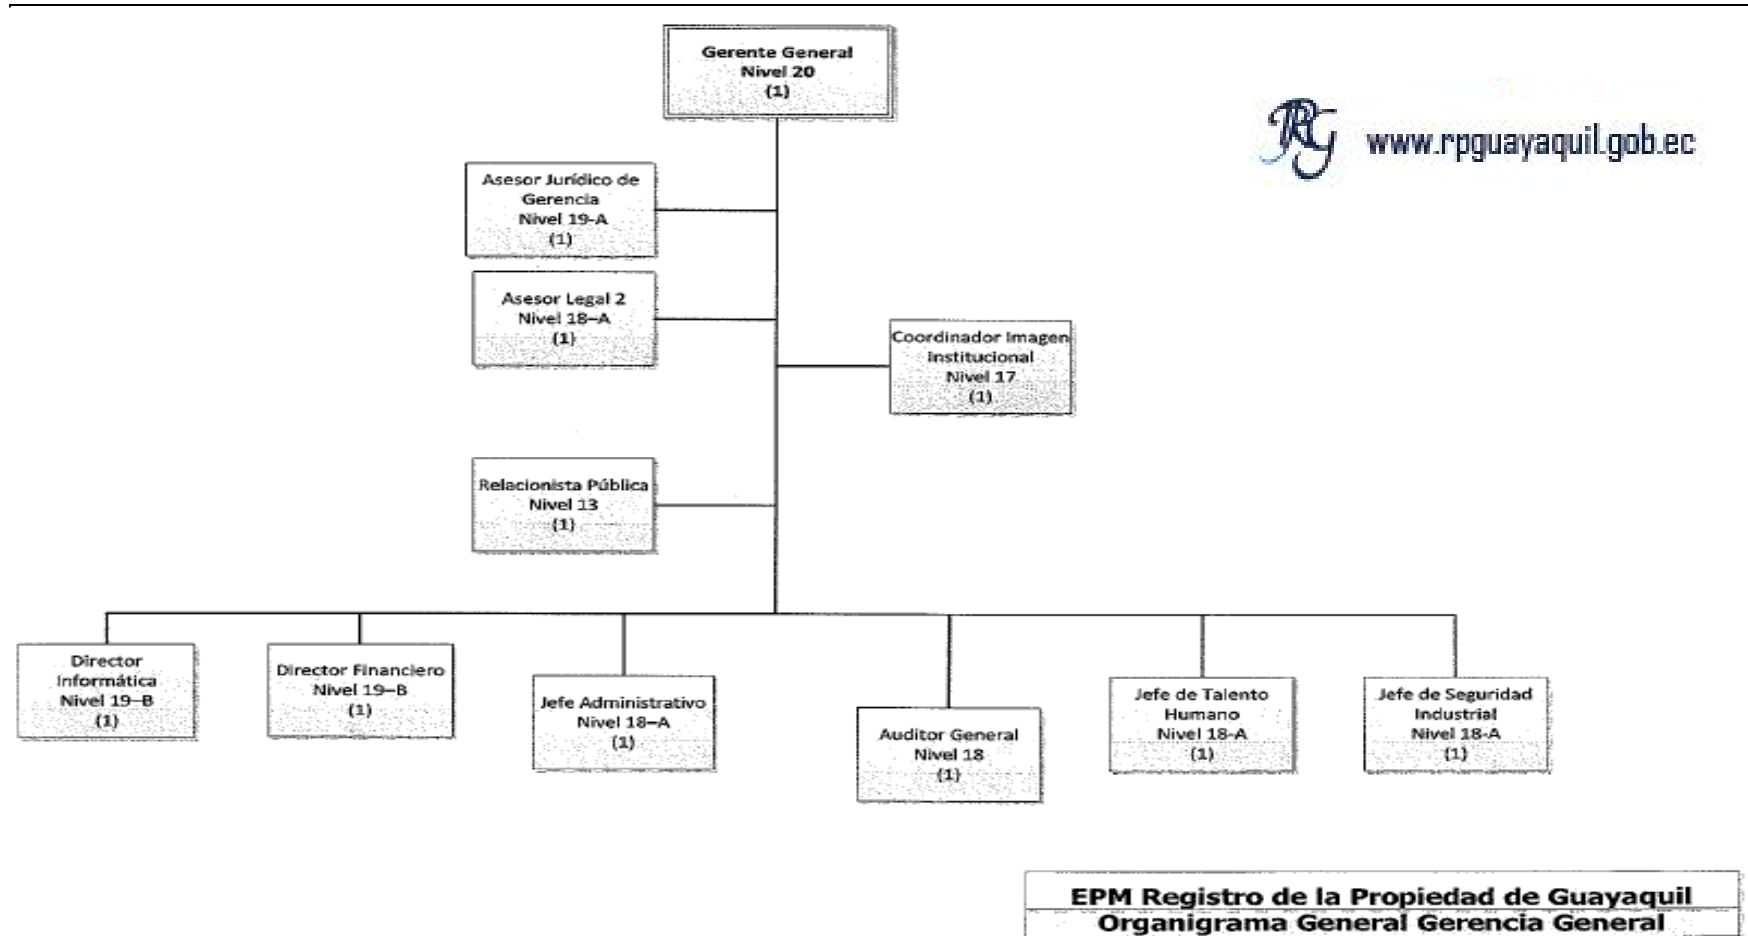 Gerente General
Nivel 20
(1)
RPG
www.rpguayaquil.gob.ec
Asesor Jurídico de
Gerencia
Nivel 19-A
(1)
Asesor Legal 2
Nivel 18–A
(1)
Coordinador Imagen
Institucional
Nivel 17
(1)
Relacionista Pública
Nivel 13
(1)
Director
Informática
Nivel 19–B
(1)
Director Financiero
Nivel 19–B
(1)
Jefe Administrativo
Nivel 18–A
(1)
Auditor General
Nivel 18
(1)
Jefe de Talento
Humano
Nivel 18-A
(1)
Jefe de Seguridad
Industrial
Nivel 18-A
(1)
EPM Registro de la Propiedad de Guayaquil
Organigrama General Gerencia General